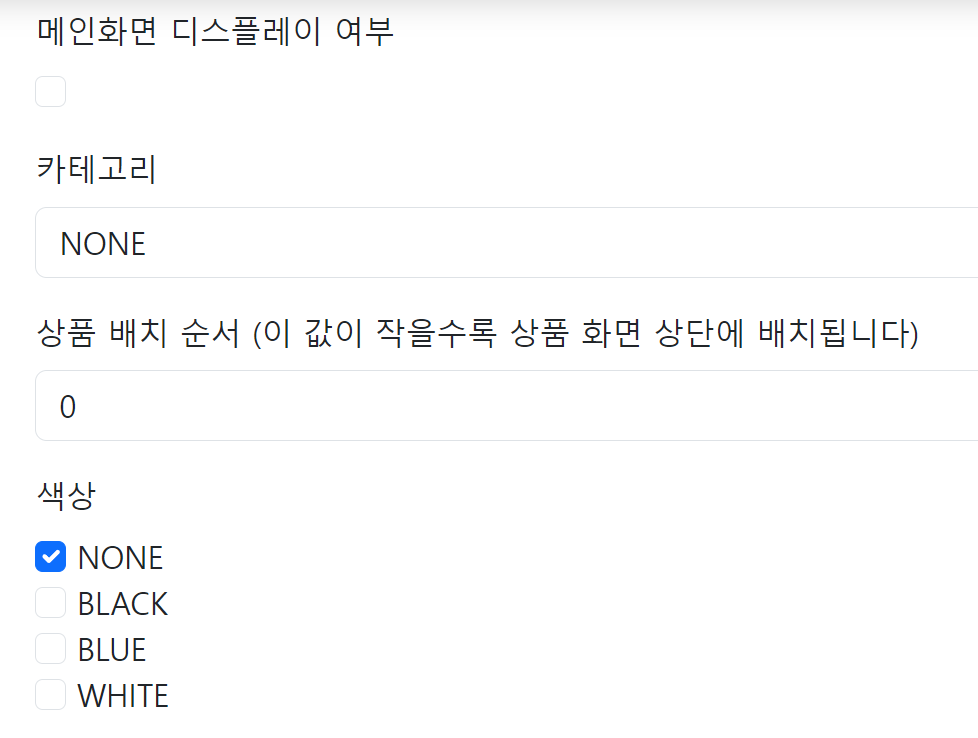 메인화면 디스플레이 여부
카테고리
NONE
상품 배치 순서 (이 값이 작을수록 상품 화면 상단에 배치됩니다)
0
색상
NONE
BLACK
BLUE
WHITE